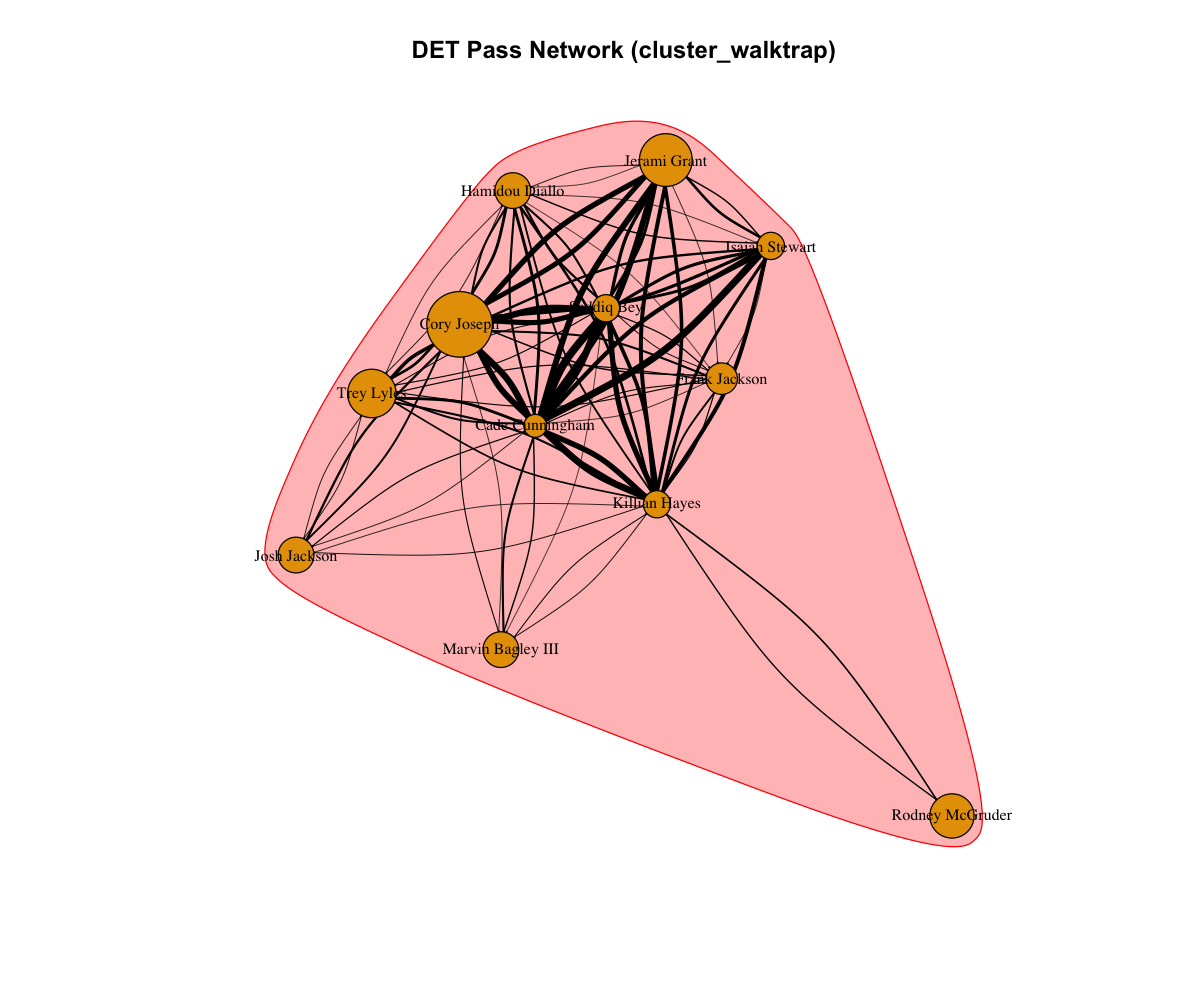 DET Pass Network (cluster_walktrap)
Jerami Grant
Hamidou Diallo
Isaiah Stewart
Saddiq Bey
Cory Joseph
Frank Jackson
Trey Lyles
Cade Cunningham
Killian Hayes
Josh Jackson
Marvin Bagley III
Rodney McGruder